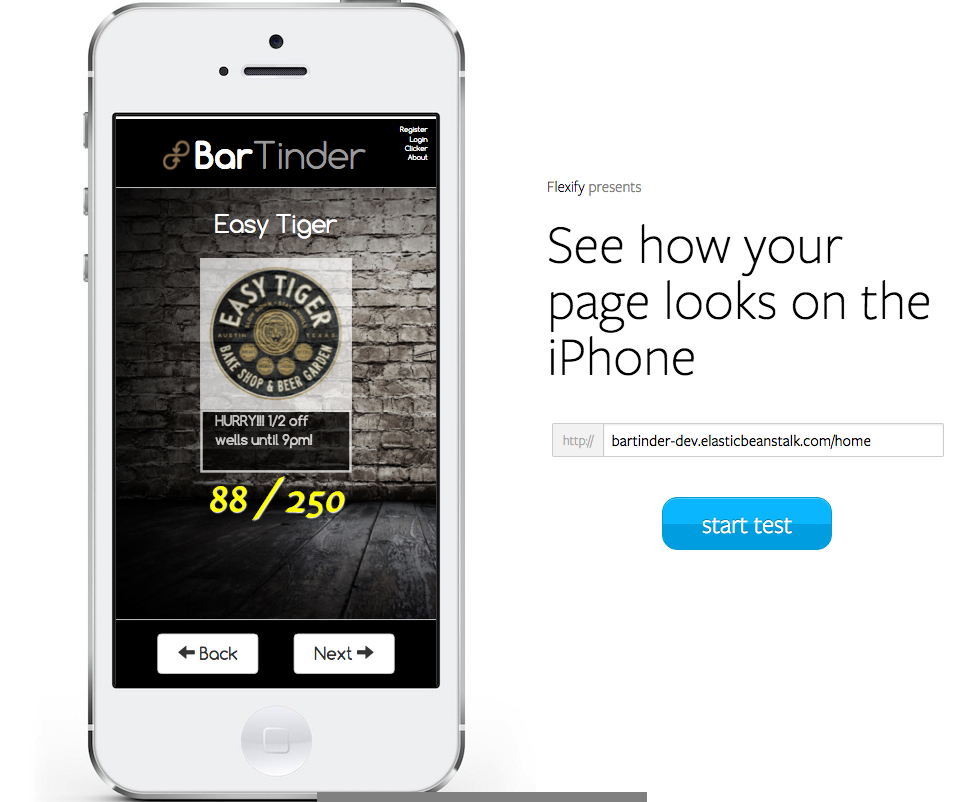 Register
Login
Clicker
About
BarTinder
Easy Tiger
EASY TIGER
AUSTIN TEXAS
BAKE SHOP & BEER GARDEN
HURRY!!! 1/2 off
wells until 9pm!
88 / 250
Back
Next
Flexify presents
See how your
page looks on the
iPhone
http:// bartinder-dev.elasticbeanstalk.com/home
start test